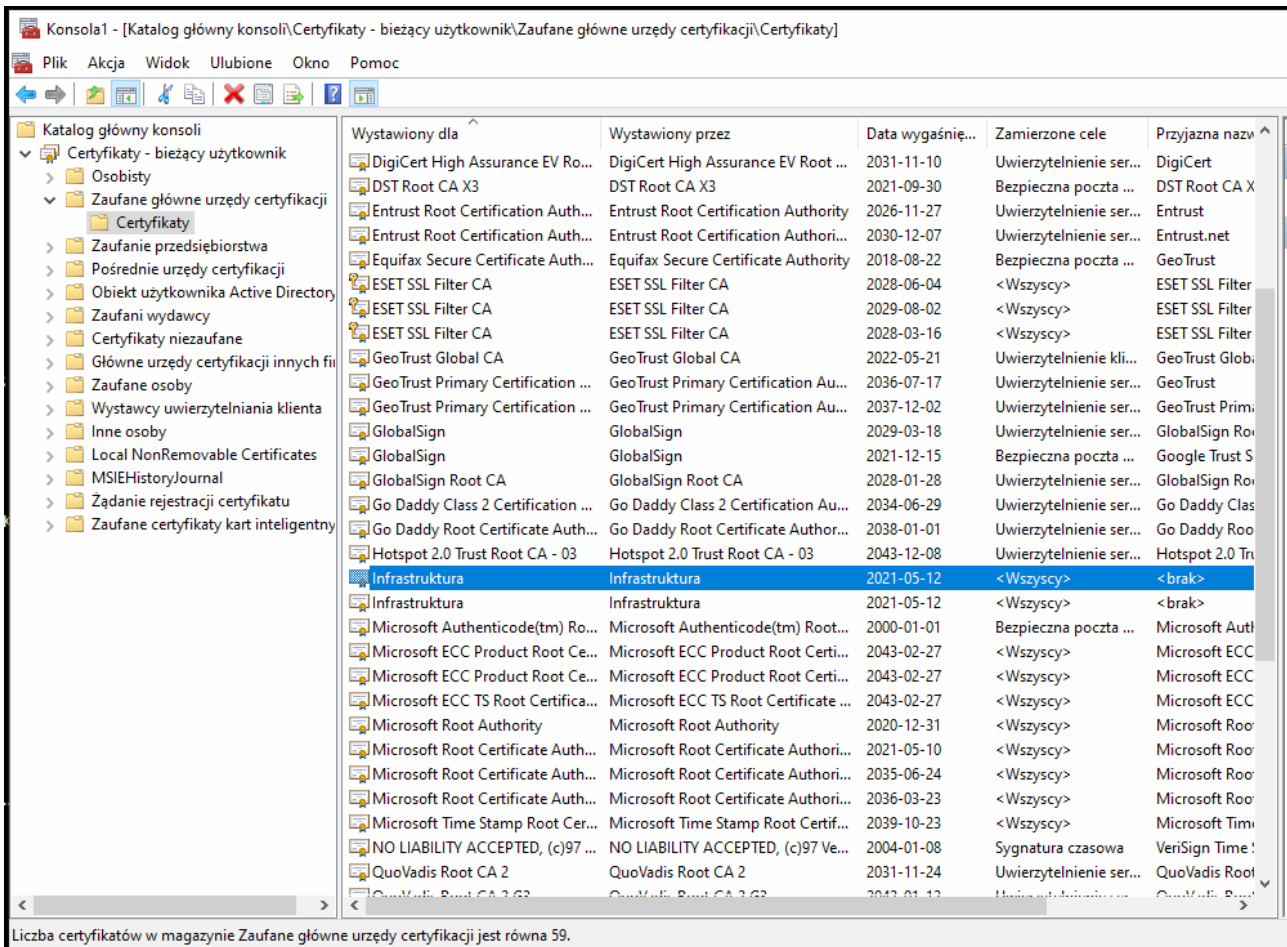 Konsola1 - [Katalog główny konsoli\Certyfikaty - bieżący użytkownik\Zaufane główne urzędy certyfikacji\Certyfikaty]
Plik Akcja Widok Ulubione Okno Pomoc
Katalog główny konsoli
Certyfikaty - bieżący użytkownik
Osobisty
Zaufane główne urzędy certyfikacji
Certyfikaty
Zaufanie przedsiębiorstwa
Pośrednie urzędy certyfikacji
Obiekt użytkownika Active Directory
Zaufani wydawcy
Certyfikaty niezaufane
Główne urzędy certyfikacji innych fi
Zaufane osoby
Wystawcy uwierzytelniania klienta
Inne osoby
Local NonRemovable Certificates
MSIEHistoryJournal
Żądanie rejestracji certyfikatu
Zaufane certyfikaty kart inteligentny
Wystawiony dla Wystawiony przez Data wygaśnię... Zamierzone cele Przyjazna nazw
DigiCert High Assurance EV Ro... DigiCert High Assurance EV Root ... 2031-11-10 Uwierzytelnienie ser... DigiCert
DST Root CA X3 DST Root CA X3 2021-09-30 Bezpieczna poczta ... DST Root CA X
Entrust Root Certification Auth... Entrust Root Certification Authority 2026-11-27 Uwierzytelnienie ser... Entrust
Entrust Root Certification Auth... Entrust Root Certification Authori... 2030-12-07 Uwierzytelnienie ser... Entrust.net
Equifax Secure Certificate Auth... Equifax Secure Certificate Authority 2018-08-22 Bezpieczna poczta ... GeoTrust
ESET SSL Filter CA ESET SSL Filter CA 2028-06-04 <Wszyscy> ESET SSL Filter
ESET SSL Filter CA ESET SSL Filter CA 2029-08-02 <Wszyscy> ESET SSL Filter
ESET SSL Filter CA ESET SSL Filter CA 2028-03-16 <Wszyscy> ESET SSL Filter
GeoTrust Global CA GeoTrust Global CA 2022-05-21 Uwierzytelnienie kli... GeoTrust Globa
GeoTrust Primary Certification ... GeoTrust Primary Certification Au... 2036-07-17 Uwierzytelnienie ser... GeoTrust
GeoTrust Primary Certification ... GeoTrust Primary Certification Au... 2037-12-02 Uwierzytelnienie ser... GeoTrust Prima
GlobalSign GlobalSign 2029-03-18 Uwierzytelnienie ser... GlobalSign Roo
GlobalSign GlobalSign 2021-12-15 Bezpieczna poczta ... Google Trust S
GlobalSign Root CA GlobalSign Root CA 2028-01-28 Uwierzytelnienie ser... GlobalSign Roo
Go Daddy Class 2 Certification ... Go Daddy Class 2 Certification Au... 2034-06-29 Uwierzytelnienie ser... Go Daddy Clas
Go Daddy Root Certificate Auth... Go Daddy Root Certificate Author... 2038-01-01 Uwierzytelnienie ser... Go Daddy Roo
Hotspot 2.0 Trust Root CA - 03 Hotspot 2.0 Trust Root CA - 03 2043-12-08 Uwierzytelnienie ser... Hotspot 2.0 Tru
Infrastruktura Infrastruktura 2021-05-12 <Wszyscy> <brak>
Infrastruktura Infrastruktura 2021-05-12 <Wszyscy> <brak>
Microsoft Authenticode(tm) Ro... Microsoft Authenticode(tm) Root... 2000-01-01 Bezpieczna poczta ... Microsoft Auth
Microsoft ECC Product Root Ce... Microsoft ECC Product Root Certi... 2043-02-27 <Wszyscy> Microsoft ECC
Microsoft ECC Product Root Ce... Microsoft ECC Product Root Certi... 2043-02-27 <Wszyscy> Microsoft ECC
Microsoft ECC TS Root Certifica... Microsoft ECC TS Root Certificate ... 2043-02-27 <Wszyscy> Microsoft ECC
Microsoft Root Authority Microsoft Root Authority 2020-12-31 <Wszyscy> Microsoft Roo
Microsoft Root Certificate Auth... Microsoft Root Certificate Authori... 2021-05-10 <Wszyscy> Microsoft Roo
Microsoft Root Certificate Auth... Microsoft Root Certificate Authori... 2035-06-24 <Wszyscy> Microsoft Roo
Microsoft Root Certificate Auth... Microsoft Root Certificate Authori... 2036-03-23 <Wszyscy> Microsoft Roo
Microsoft Time Stamp Root Cer... Microsoft Time Stamp Root Certif... 2039-10-23 <Wszyscy> Microsoft Time
NO LIABILITY ACCEPTED, (c)97 ... NO LIABILITY ACCEPTED, (c)97 Ve... 2004-01-08 Sygnatura czasowa VeriSign Time
QuoVadis Root CA 2 QuoVadis Root CA 2 2031-11-24 Uwierzytelnienie ser... QuoVadis Root
Liczba certyfikatów w magazynie Zaufane główne urzędy certyfikacji jest równa 59.